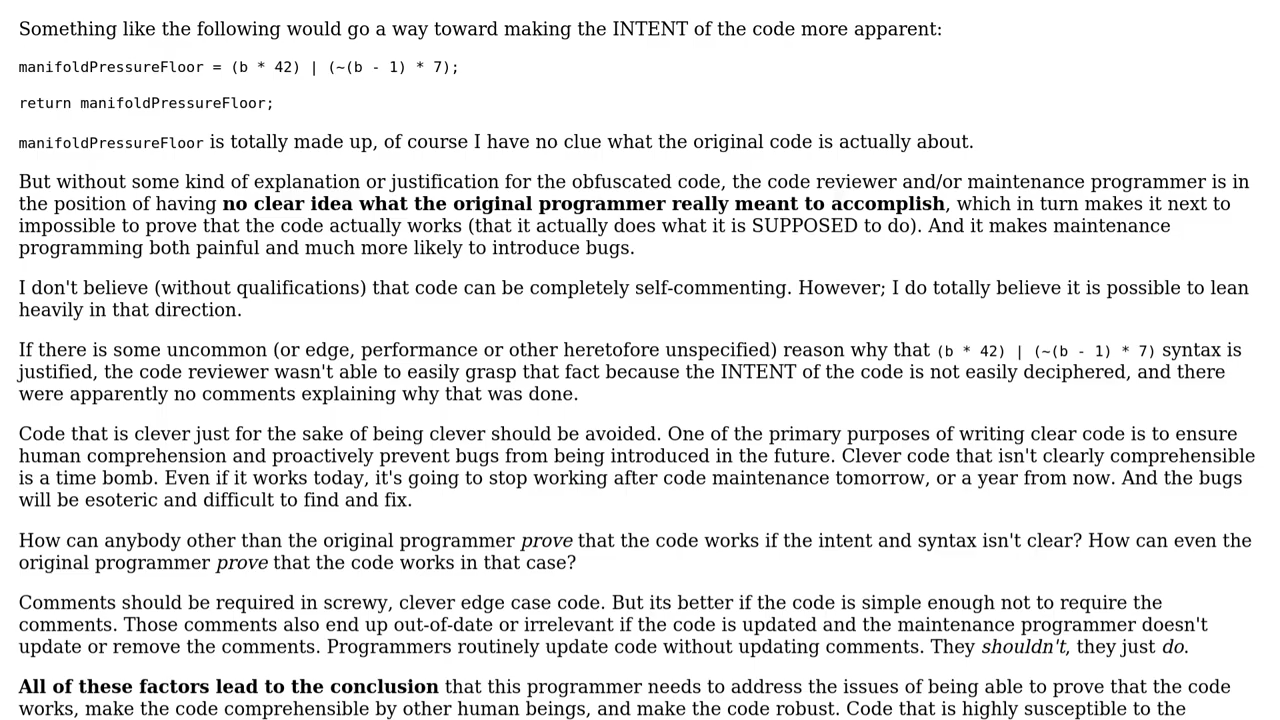 Something like the following would go a way toward making the INTENT of the code more apparent:
manifoldPressureFloor = (b * 42) | (~(b - 1) * 7);
return manifoldPressureFloor;
manifoldPressureFloor is totally made up, of course I have no clue what the original code is actually about.
But without some kind of explanation or justification for the obfuscated code, the code reviewer and/or maintenance programmer is in
the position of having no clear idea what the original programmer really meant to accomplish, which in turn makes it next to
impossible to prove that the code actually works (that it actually does what it is SUPPOSED to do). And it makes maintenance
programming both painful and much more likely to introduce bugs.
I don't believe (without qualifications) that code can be completely self-commenting. However; I do totally believe it is possible to lean
heavily in that direction.
If there is some uncommon (or edge, performance or other heretofore unspecified) reason why that (b * 42) | (~(b - 1) * 7) syntax is
justified, the code reviewer wasn't able to easily grasp that fact because the INTENT of the code is not easily deciphered, and there
were apparently no comments explaining why that was done.
Code that is clever just for the sake of being clever should be avoided. One of the primary purposes of writing clear code is to ensure
human comprehension and proactively prevent bugs from being introduced in the future. Clever code that isn't clearly comprehensible
is a time bomb. Even if it works today, it's going to stop working after code maintenance tomorrow, or a year from now. And the bugs
will be esoteric and difficult to find and fix.
How can anybody other than the original programmer prove that the code works if the intent and syntax isn't clear? How can even the
original programmer prove that the code works in that case?
Comments should be required in screwy, clever edge case code. But its better if the code is simple enough not to require the
comments. Those comments also end up out-of-date or irrelevant if the code is updated and the maintenance programmer doesn't
update or remove the comments. Programmers routinely update code without updating comments. They shouldn't, they just do.
All of these factors lead to the conclusion that this programmer needs to address the issues of being able to prove that the code
works, make the code comprehensible by other human beings, and make the code robust. Code that is highly susceptible to the